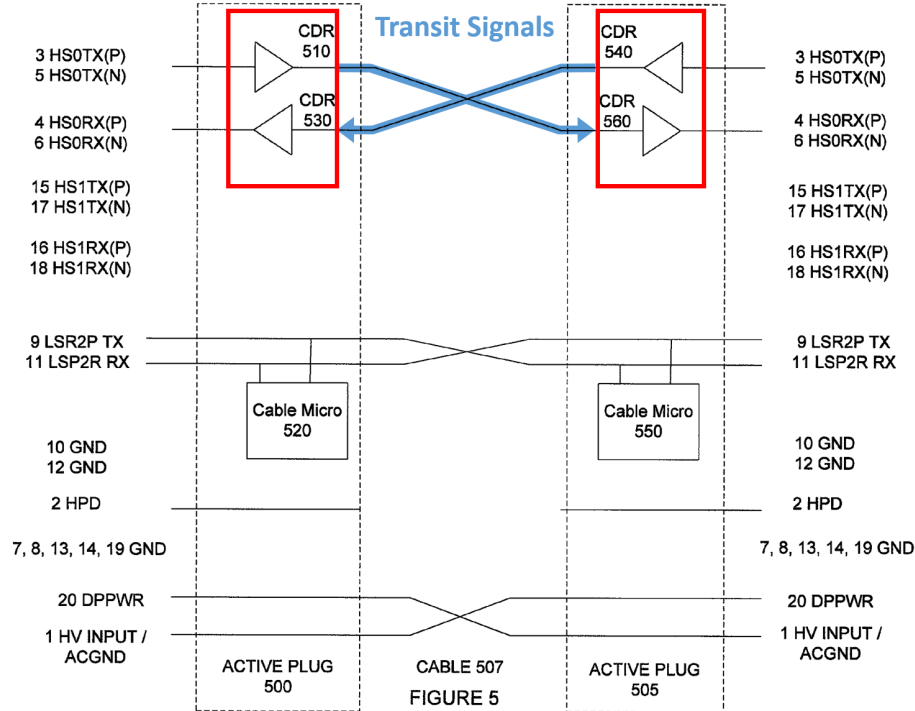 Transit Signals
CDR
510
CDR
540
3 HS0TX(P)
5 HS0TX(N)
3 HS0TX(P)
5 HS0TX(N)
CDR
530
CDR
560
4 HS0RX(P)
6 HS0RX(N)
4 HS0RX(P)
6 HS0RX(N)
15 HS1TX(P)
17 HS1TX(N)
15 HS1TX(P)
17 HS1TX(N)
16 HS1RX(P)
18 HS1RX(N)
16 HS1RX(P)
18 HS1RX(N)
9 LSR2P TX
11 LSP2R RX
9 LSR2P TX
11 LSP2R RX
Cable Micro
520
Cable Micro
550
10 GND
12 GND
10 GND
12 GND
2 HPD
2 HPD
7, 8, 13, 14, 19 GND
7, 8, 13, 14, 19 GND
20 DPPWR
20 DPPWR
1 HV INPUT /
ACGND
1 HV INPUT /
ACGND
ACTIVE PLUG
500
CABLE 507
ACTIVE PLUG
505
FIGURE 5